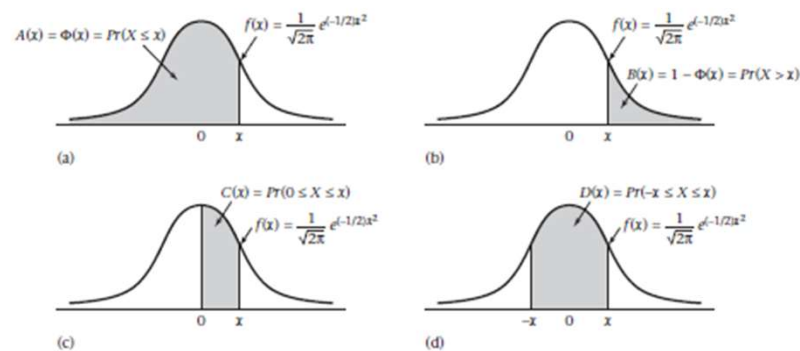 A(x) = Φ(x) = Pr(X ≤ x)
f(x) = 1/√2π e(−1/2)x²
0 x
(a)
f(x) = 1/√2π e(−1/2)x²
B(x) = 1 − Φ(x) = Pr(X > x)
0 x
(b)
C(x) = Pr(0 ≤ X ≤ x)
f(x) = 1/√2π e(−1/2)x²
0 x
(c)
D(x) = Pr(−x ≤ X ≤ x)
f(x) = 1/√2π e(−1/2)x²
−x 0 x
(d)